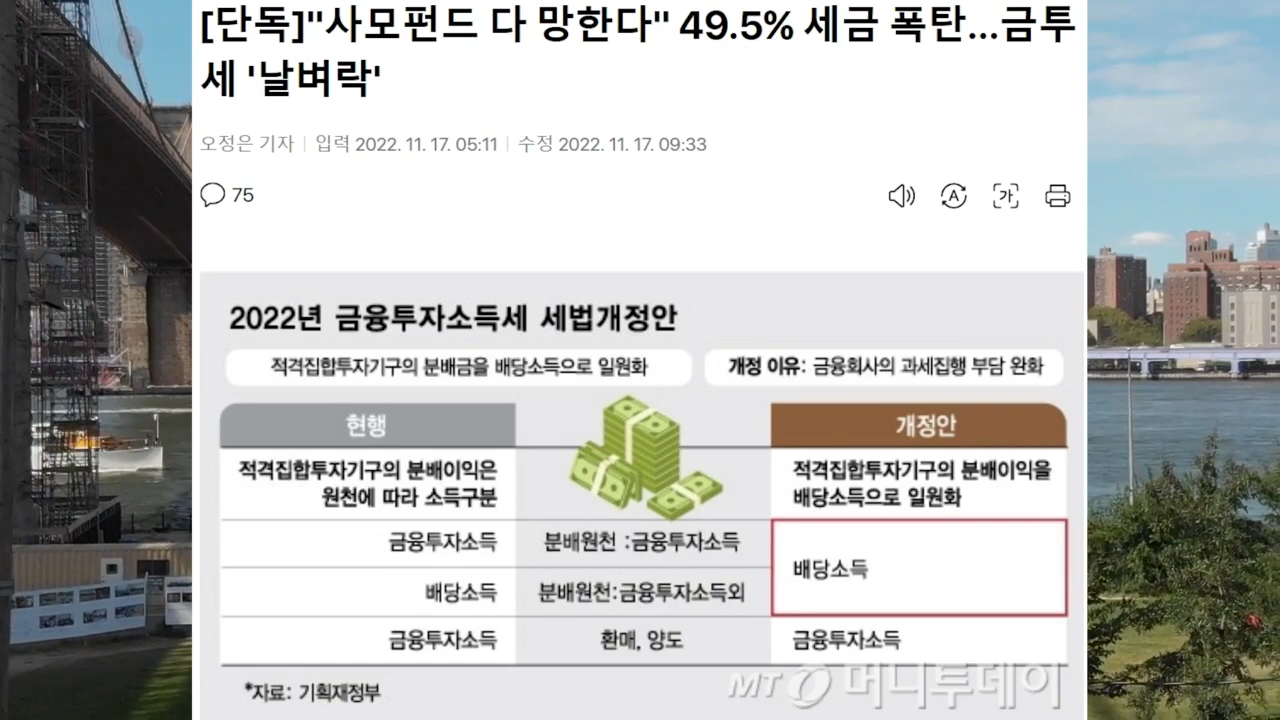 [단독]"사모펀드 다 망한다" 49.5% 세금 폭탄...금투
세 '날벼락'
오정은 기자 | 입력 2022. 11. 17. 05:11 | 수정 2022. 11. 17. 09:33
75
가
2022년 금융투자소득세 세법개정안
적격집합투자기구의 분배금을 배당소득으로 일원화
개정 이유: 금융회사의 과세집행 부담 완화
현행
개정안
적격집합투자기구의 분배이익은
원천에 따라 소득구분
적격집합투자기구의 분배이익을
배당소득으로 일원화
금융투자소득
분배원천 :금융투자소득
배당소득
배당소득
분배원천:금융투자소득외
금융투자소득
환매, 양도
금융투자소득
*자료: 기획재정부
MT 머니투데이